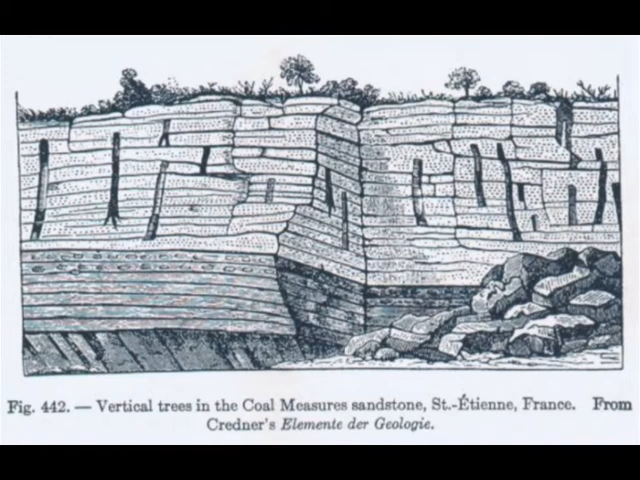 Fig. 442. — Vertical trees in the Coal Measures sandstone, St.-Étienne, France. From
Credner's Elemente der Geologie.